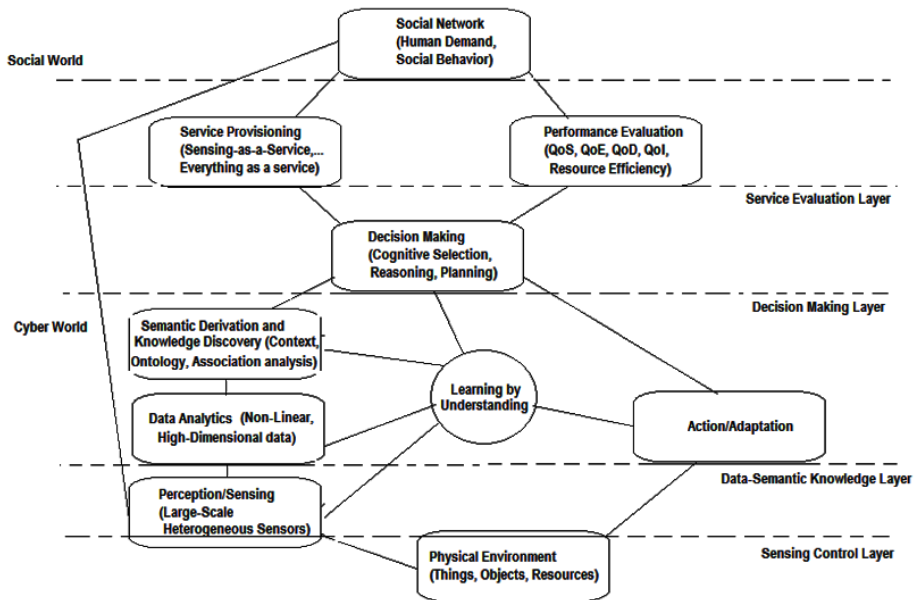 Social Network
(Human Demand,
Social Behavior)
Social World
Service Provisioning
(Sensing-as-a-Service,...
Everything as a service)
Performance Evaluation
(QoS, QoE, QoD, QoI,
Resource Efficiency)
Service Evaluation Layer
Decision Making
(Cognitive Selection,
Reasoning, Planning)
Decision Making Layer
Cyber World
Semantic Derivation and
Knowledge Discovery (Context,
Ontology, Association analysis)
Learning by
Understanding
Data Analytics (Non-Linear,
High-Dimensional data)
Action/Adaptation
Data-Semantic Knowledge Layer
Perception/Sensing
(Large-Scale
Heterogeneous Sensors)
Physical Environment
(Things, Objects, Resources)
Sensing Control Layer